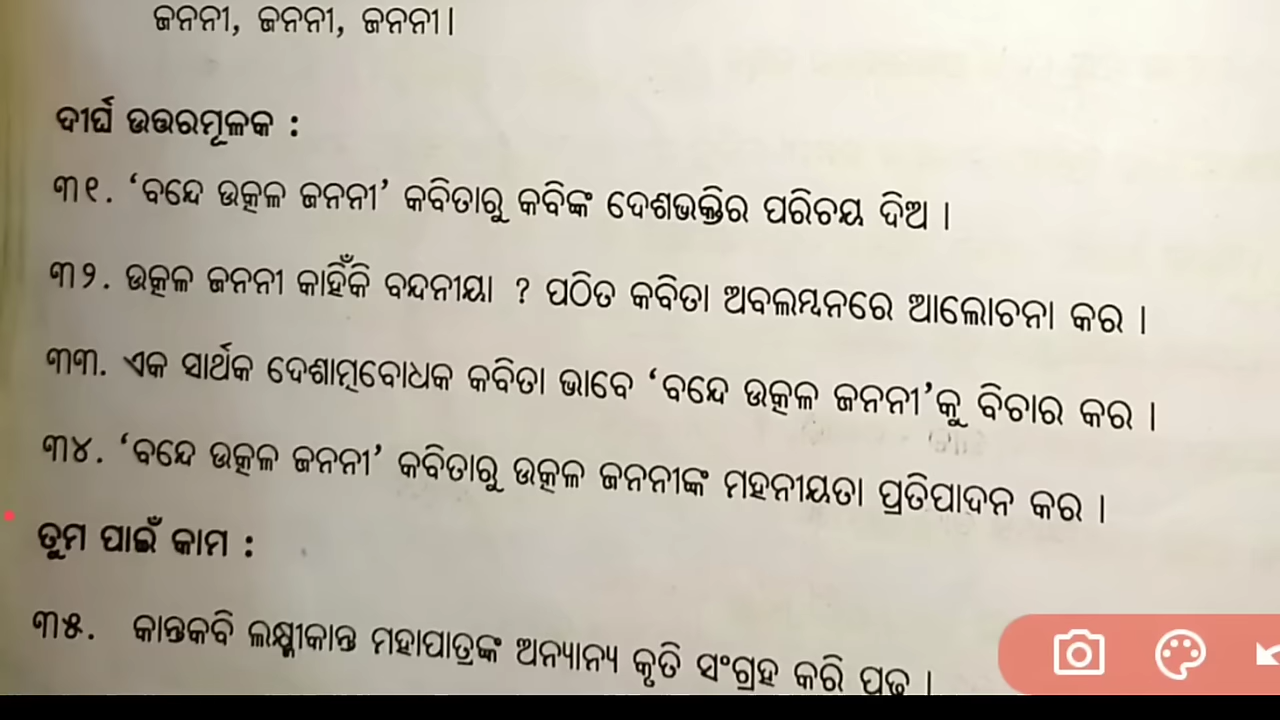 ଜନନୀ, ଜନନୀ, ଜନନୀ।
ଦୀର୍ଘ ଉତ୍ତରମୂଳକ :
୩୧. ‘ବନ୍ଦେ ଉତ୍କଳ ଜନନୀ’ କବିତାରୁ କବିଙ୍କ ଦେଶଭକ୍ତିର ପରିଚୟ ଦିଅ ।
୩୨. ଉତ୍କଳ ଜନନୀ କାହିଁକି ବନ୍ଦନୀୟା ? ପଠିତ କବିତା ଅବଲମ୍ବନରେ ଆଲୋଚନା କର ।
୩୩. ଏକ ସାର୍ଥକ ଦେଶାତ୍ମବୋଧକ କବିତା ଭାବେ ‘ବନ୍ଦେ ଉତ୍କଳ ଜନନୀ’କୁ ବିଚାର କର ।
୩୪. ‘ବନ୍ଦେ ଉତ୍କଳ ଜନନୀ’ କବିତାରୁ ଉତ୍କଳ ଜନନୀଙ୍କ ମହନୀୟତା ପ୍ରତିପାଦନ କର ।
ତୁମ ପାଇଁ କାମ :
୩୫. କାନ୍ତକବି ଲକ୍ଷ୍ମୀକାନ୍ତ ମହାପାତ୍ରଙ୍କ ଅନ୍ୟାନ୍ୟ କୃତି ସଂଗ୍ରହ କରି ପଢ ।